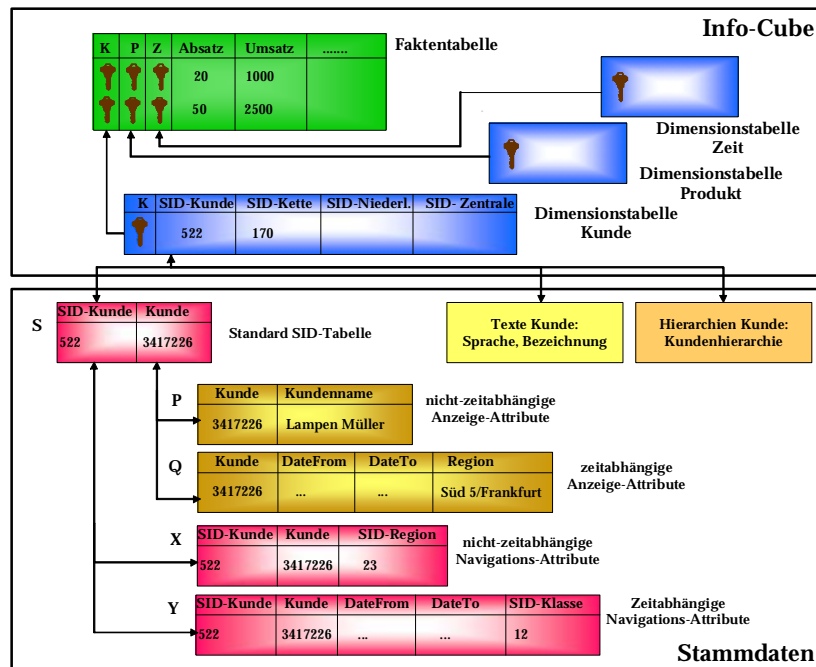 Info-Cube
K P Z Absatz Umsatz .......
Faktentabelle
20 1000
50 2500
Dimensionstabelle
Zeit
Dimensionstabelle
Produkt
K SID-Kunde SID-Kette SID-Niederl. SID- Zentrale
522 170
Dimensionstabelle
Kunde
S
SID-Kunde Kunde
522 3417226
Standard SID-Tabelle
Texte Kunde:
Sprache, Bezeichnung
Hierarchien Kunde:
Kundenhierarchie
P
Kunde Kundenname
3417226 Lampen Müller
nicht-zeitabhängige
Anzeige-Attribute
Q
Kunde DateFrom DateTo Region
3417226 ... ... Süd 5/Frankfurt
zeitabhängige
Anzeige-Attribute
X
SID-Kunde Kunde SID-Region
522 3417226 23
nicht-zeitabhängige
Navigations-Attribute
Y
SID-Kunde Kunde DateFrom DateTo SID-Klasse
522 3417226 ... ... 12
Zeitabhängige
Navigations-Attribute
Stammdaten